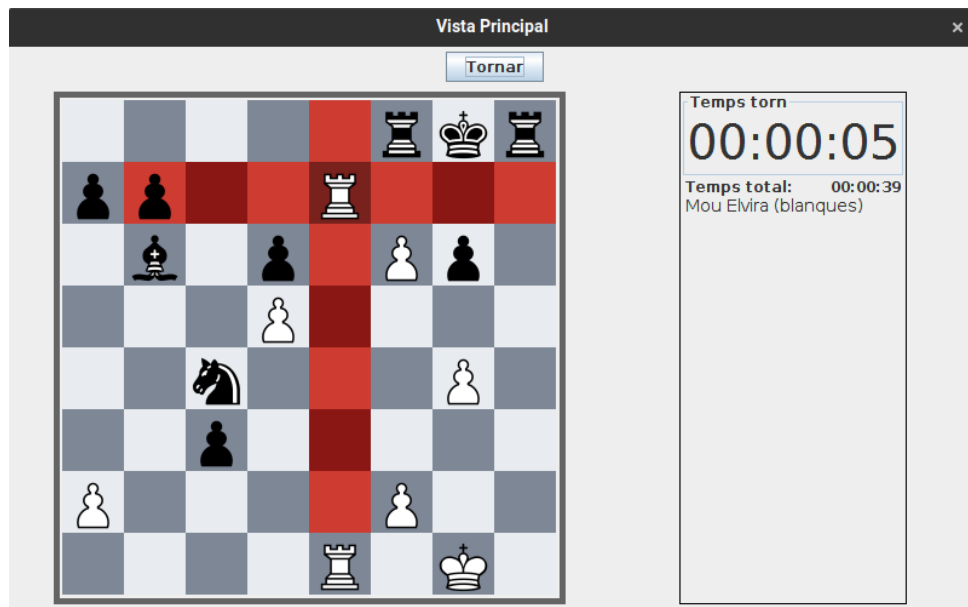 Vista Principal
×
Tornar
Temps torn
00:00:05
Temps total: 00:00:39
Mou Elvira (blanques)